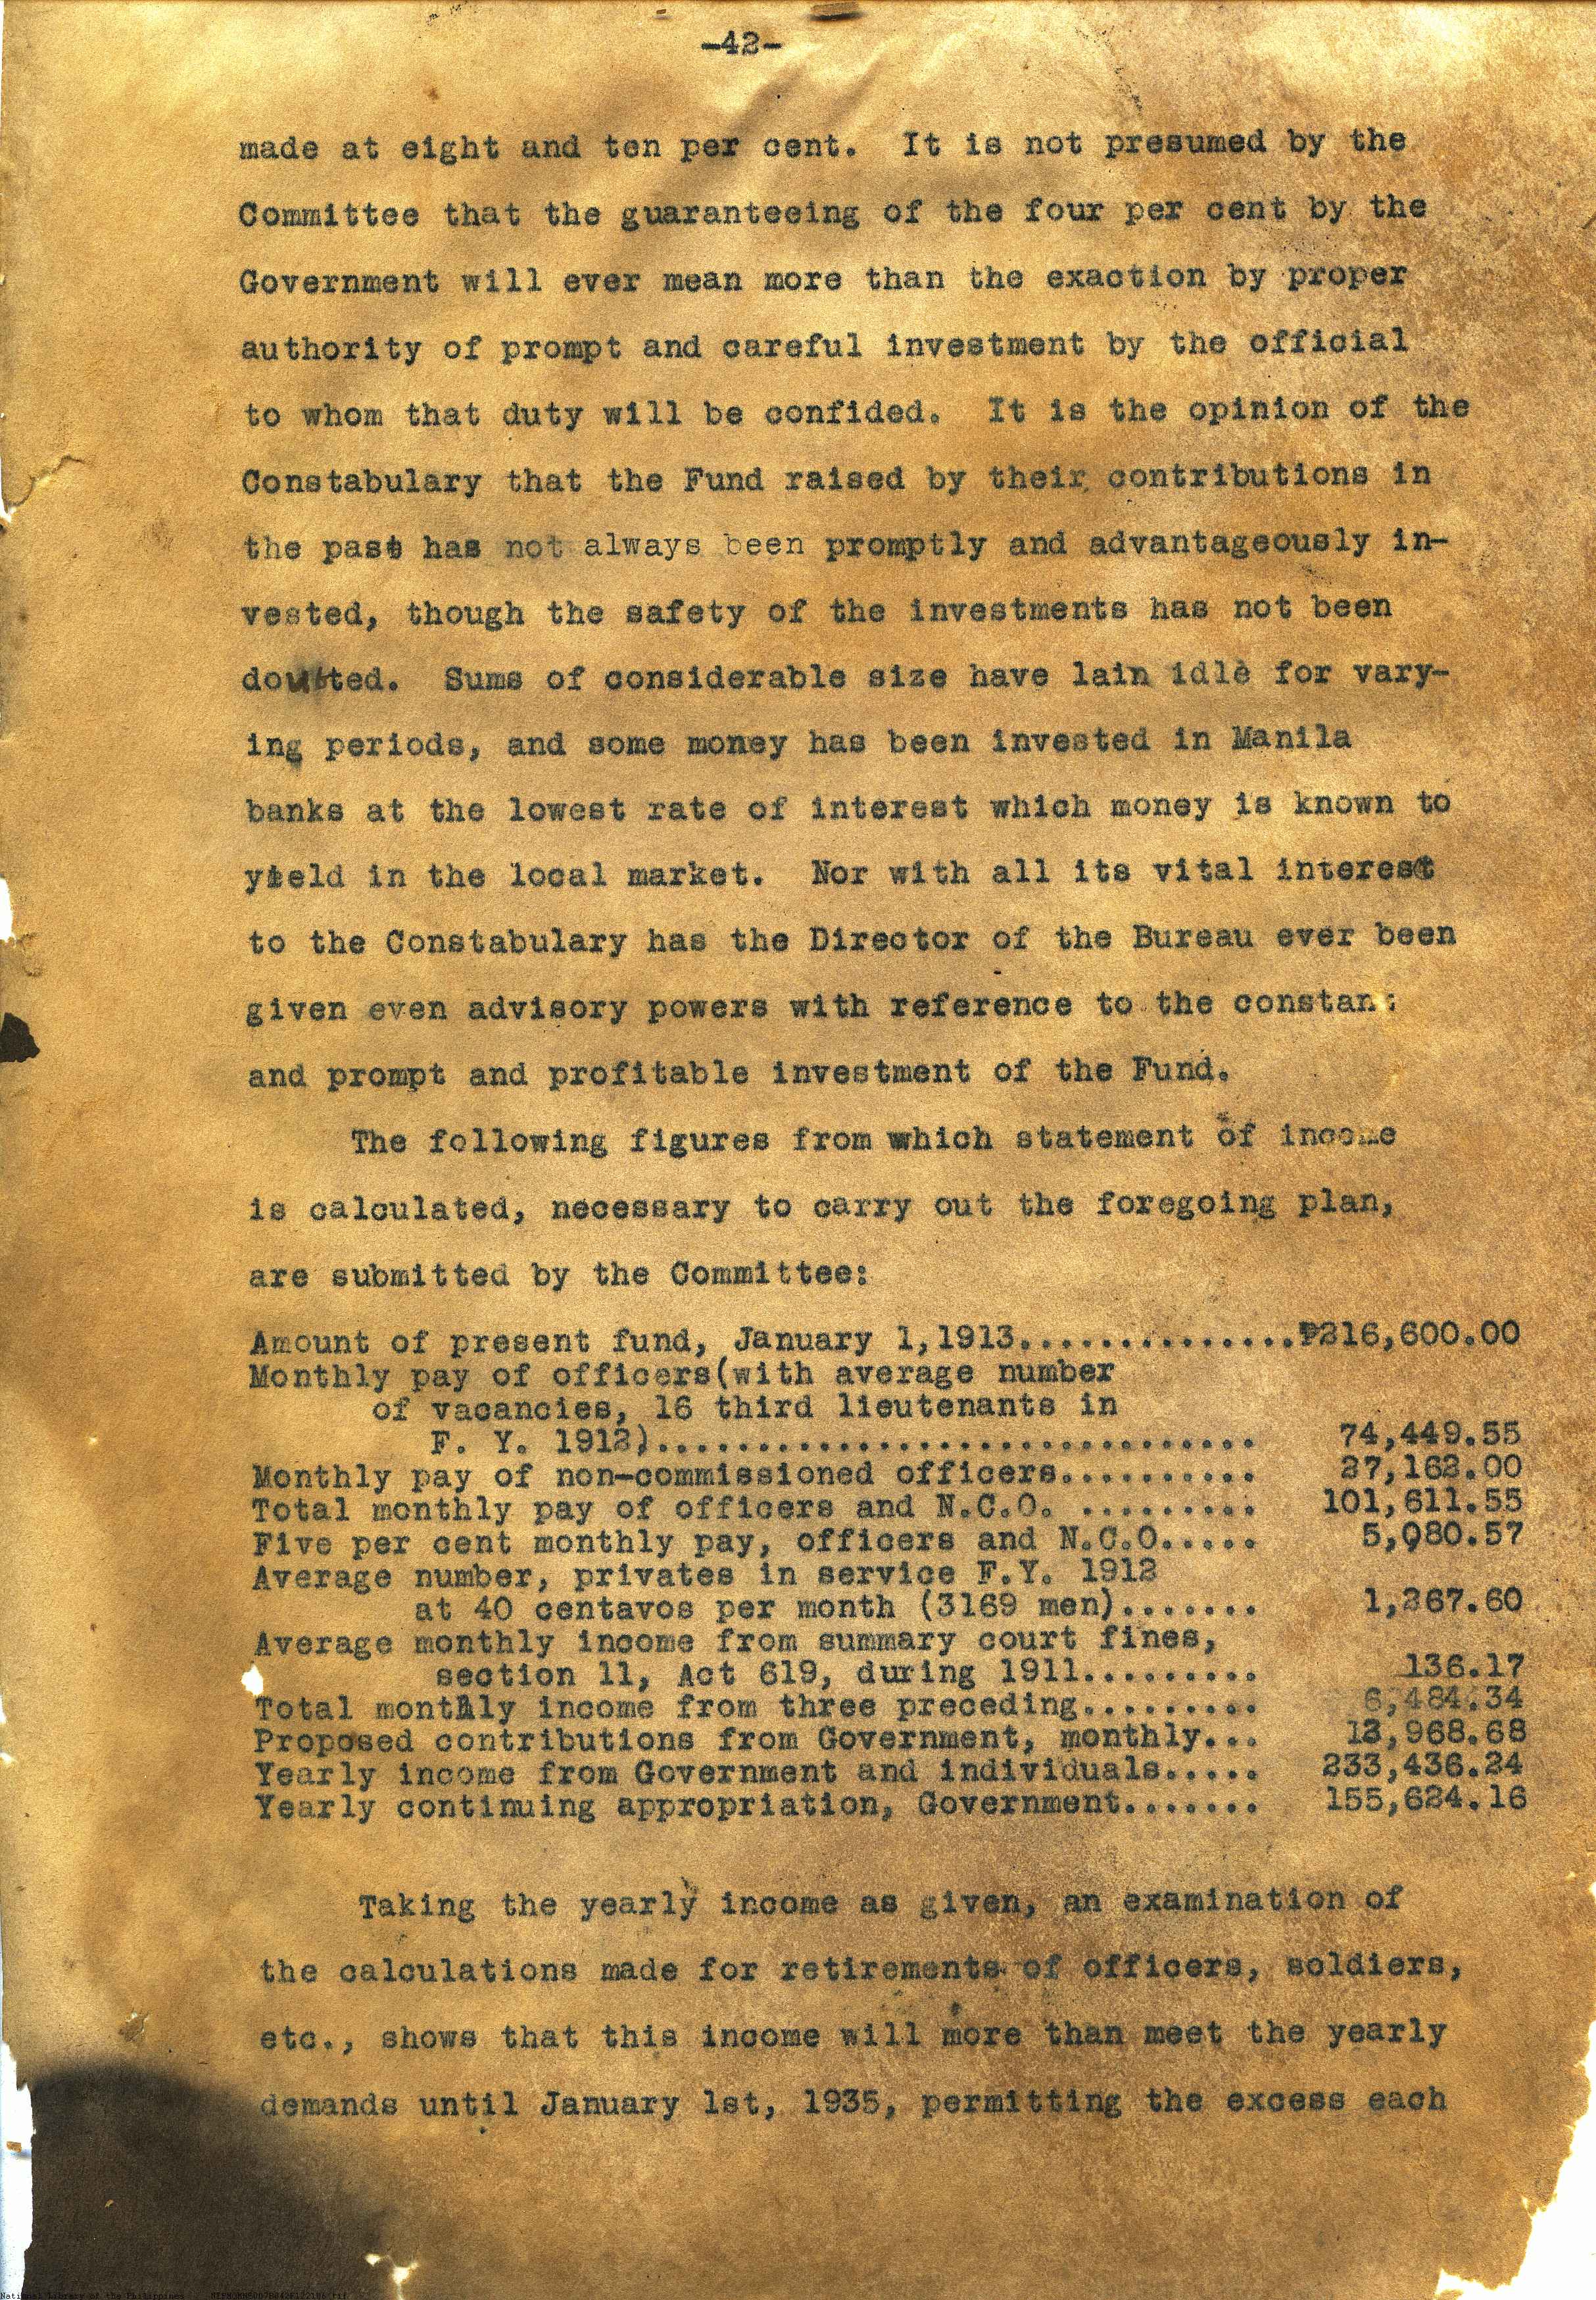 -42-
made at eight and ten per cent. It is not presumed by the
Committee that the guaranteeing of the four per cent by the
Government will ever mean more than the exaction by proper
authority of prompt and careful investment by the official
to whom that duty will be confided. It is the opinion of the
Constabulary that the Fund raised by their contributions in
the past has not always been promptly and advantageously in-
vested, though the safety of the investments has not been
doubted. Sums of considerable size have lain idle for vary-
ing periods, and some money has been invested in Manila
banks at the lowest rate of interest which money is known to
yield in the local market. Nor with all its vital interest
to the Constabulary has the Director of the Bureau ever been
given even advisory powers with reference to the constant
and prompt and profitable investment of the Fund.
The following figures from which statement of income
is calculated, necessary to carry out the foregoing plan,
are submitted by the Committee:
Amount of present fund, January 1,1913..............₱216,600.00
Monthly pay of officers(with average number
of vacancies, 16 third lieutenants in
F. Y. 1912).............................. 74,449.55
Monthly pay of non-commissioned officers.......... 27,162.00
Total monthly pay of officers and N.C.O. ......... 101,611.55
Five per cent monthly pay, officers and N.C.O..... 5,080.57
Average number, privates in service F.Y. 1912
at 40 centavos per month (3169 men)....... 1,267.60
Average monthly income from summary court fines,
section 11, Act 619, during 1911......... 136.17
Total monthly income from three preceding......... 6,484.34
Proposed contributions from Government, monthly... 12,968.68
Yearly income from Government and individuals..... 233,436.24
Yearly continuing appropriation, Government....... 155,624.16
Taking the yearly income as given, an examination of
the calculations made for retirements of officers, soldiers,
etc., shows that this income will more than meet the yearly
demands until January 1st, 1935, permitting the excess each
National Library of the Philippines